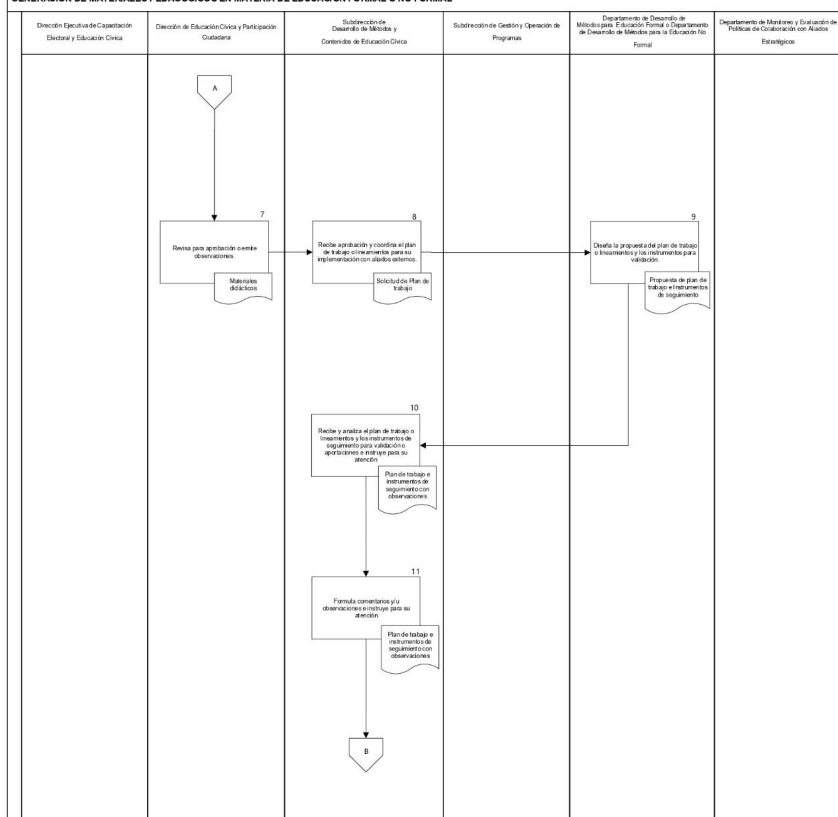 GENERACIÓN DE MATERIALES PEDAGÓGICOS EN MATERIA DE EDUCACIÓN FORMAL O NO FORMAL
Dirección Ejecutiva de Capacitación
Electoral y Educación Cívica
Dirección de Educación Cívica y Participación
Ciudadana
Subdirección de
Desarrollo de Métodos y
Contenidos de Educación Cívica
Subdirección de Gestión y Operación de
Programas
Departamento de Desarrollo de
Métodos para Educación Formal o Departamento
de Desarrollo de Métodos para la Educación No
Formal
Departamento de Monitoreo y Evaluación de
Políticas de Colaboración con Aliados
Estratégicos
A
7
Revisa para aprobación o emite
observaciones.
Materiales
didácticos
8
Recibe aprobación y coordina el plan
de trabajo o lineamientos para su
implementación con aliados externos.
Solicitud de Plan de
trabajo
9
Diseña la propuesta del plan de trabajo
o lineamientos y los instrumentos para
validación.
Propuesta de plan de
trabajo e Instrumentos
de seguimiento
10
Recibe y analiza el plan de trabajo o
lineamientos y los instrumentos de
seguimiento para validación o
aportaciones e instruye para su
atención
Plan de trabajo e
instrumentos de
seguimiento con
observaciones
11
Formula comentarios y/u
observaciones e instruye para su
atención
Plan de trabajo e
instrumentos de
seguimiento con
observaciones
B